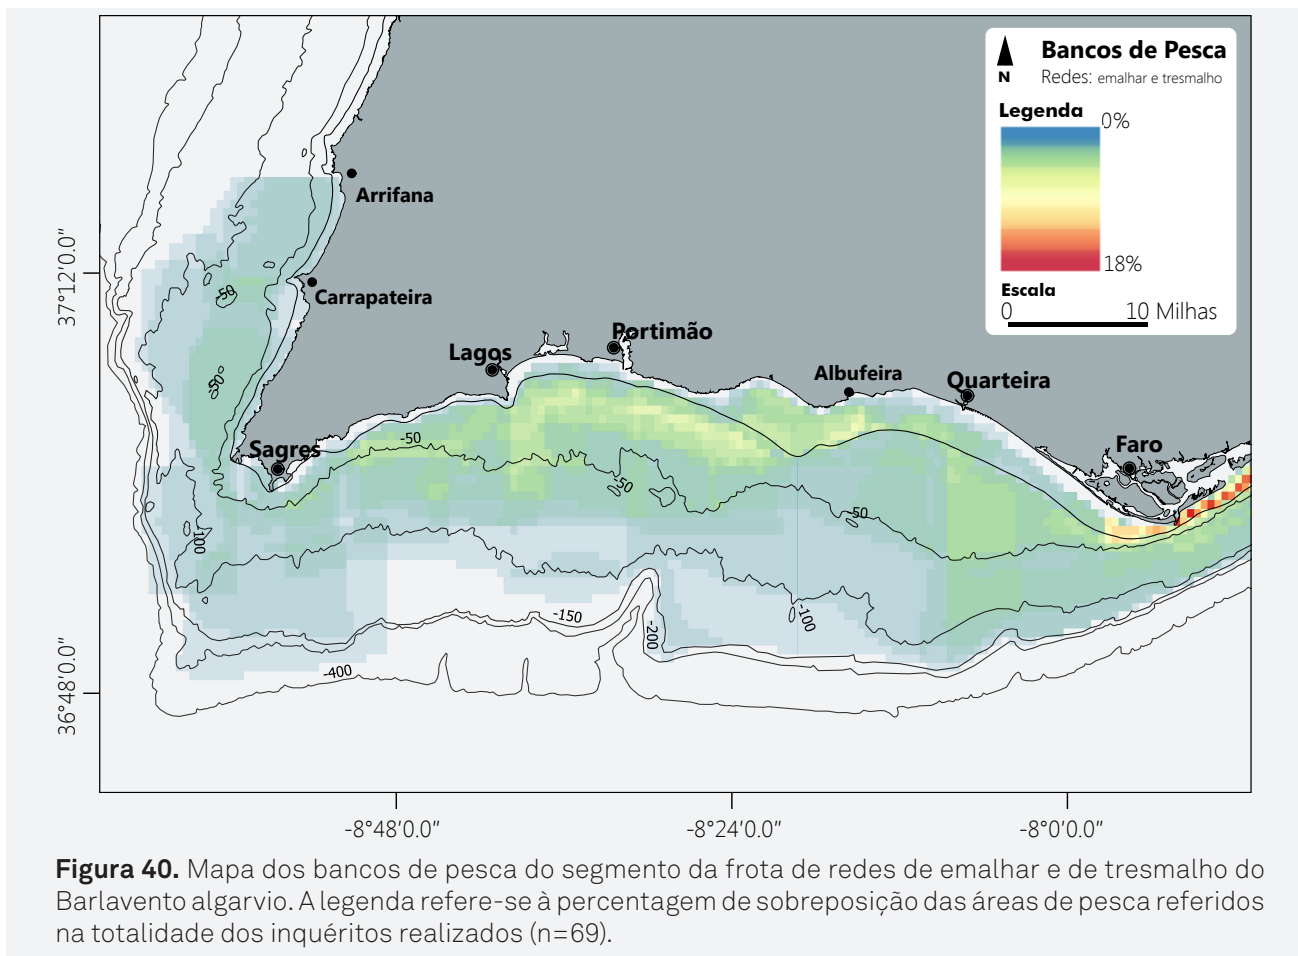 Bancos de Pesca
N
Redes: emalhar e tresmalho
Legenda
0%
18%
Escala
0 10 Milhas
Arrifana
37°12'0.0"
-50
Carrapateira
Portimão
Lagos
Albufeira
Quarteira
-50
Sagres
-50
Faro
-50
-50
-100
-150
-100
-200
-400
36°48'0.0"
-8°48'0.0" -8°24'0.0" -8°0'0.0"
Figura 40. Mapa dos bancos de pesca do segmento da frota de redes de emalhar e de tresmalho do
Barlavento algarvio. A legenda refere-se à percentagem de sobreposição das áreas de pesca referidos
na totalidade dos inquéritos realizados (n=69).